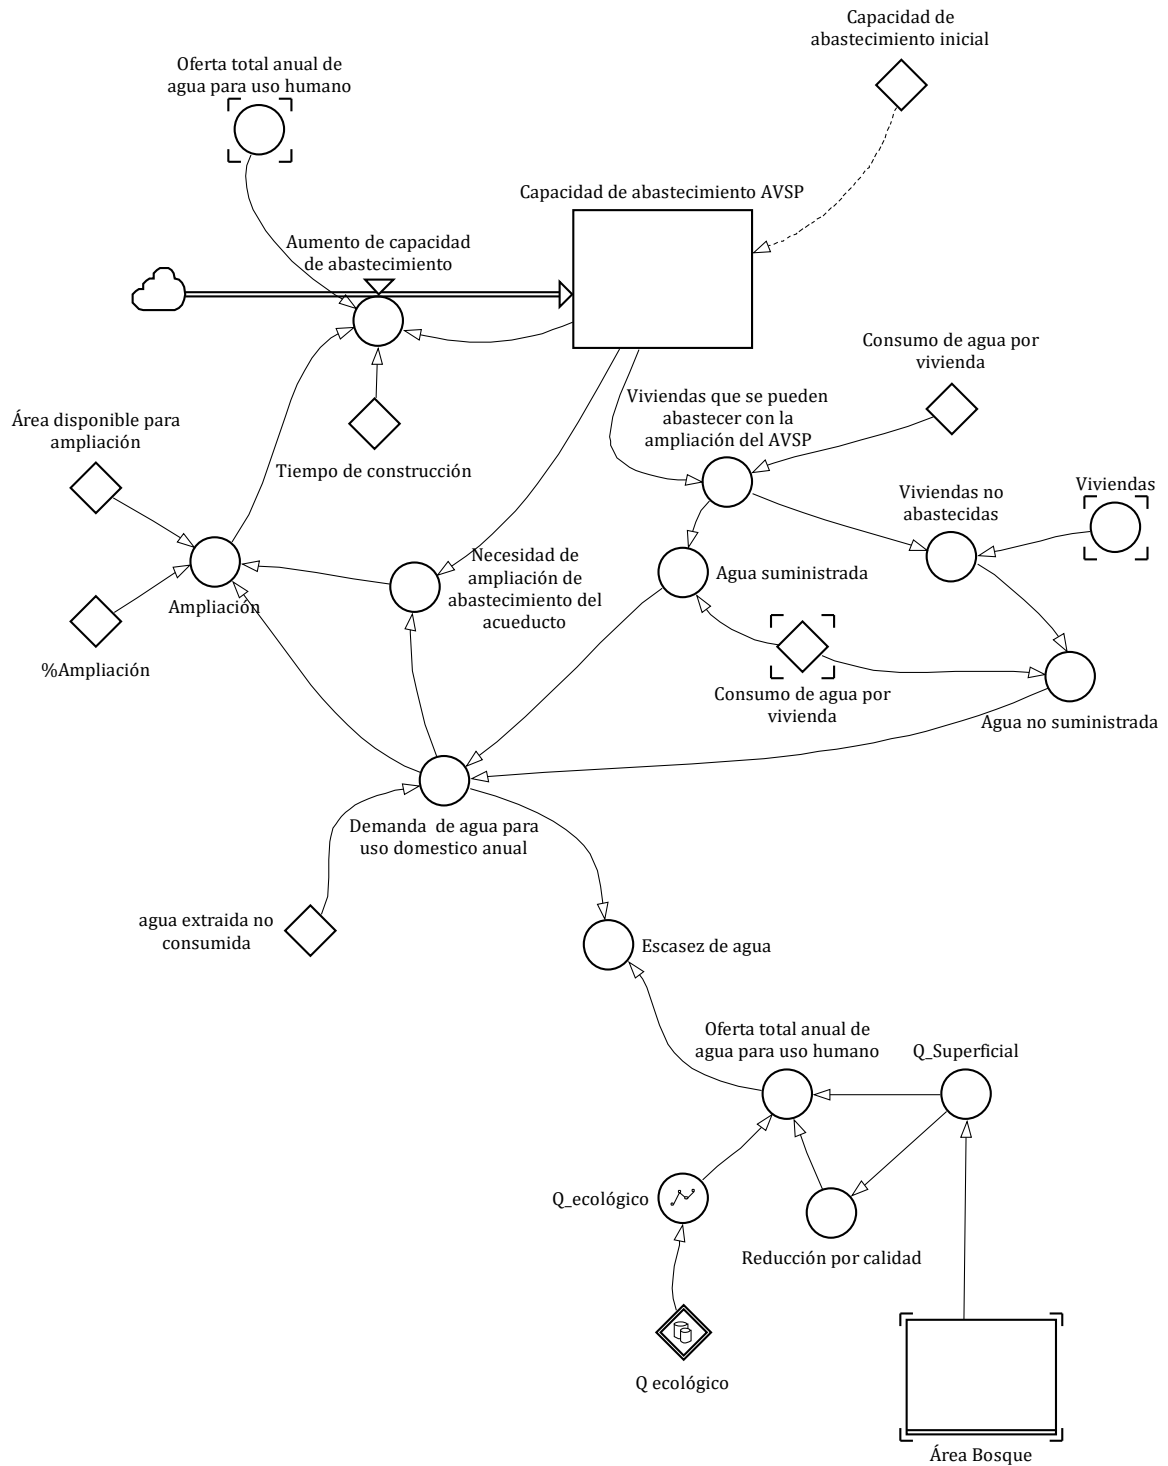 Capacidad de
abastecimiento inicial
Oferta total anual de
agua para uso humano
Capacidad de abastecimiento AVSP
Aumento de capacidad
de abastecimiento
Consumo de agua por
vivienda
Viviendas que se pueden
abastecer con la
ampliación del AVSP
Área disponible para
ampliación
Tiempo de construcción
Viviendas no
abastecidas
Viviendas
Necesidad de
ampliación de
abastecimiento del
acueducto
Agua suministrada
Ampliación
%Ampliación
Consumo de agua por
vivienda
Agua no suministrada
Demanda  de agua para
uso domestico anual
agua extraida no
consumida
Escasez de agua
Oferta total anual de
agua para uso humano
Q_Superficial
Q_ecológico
Reducción por calidad
Q ecológico
Área Bosque